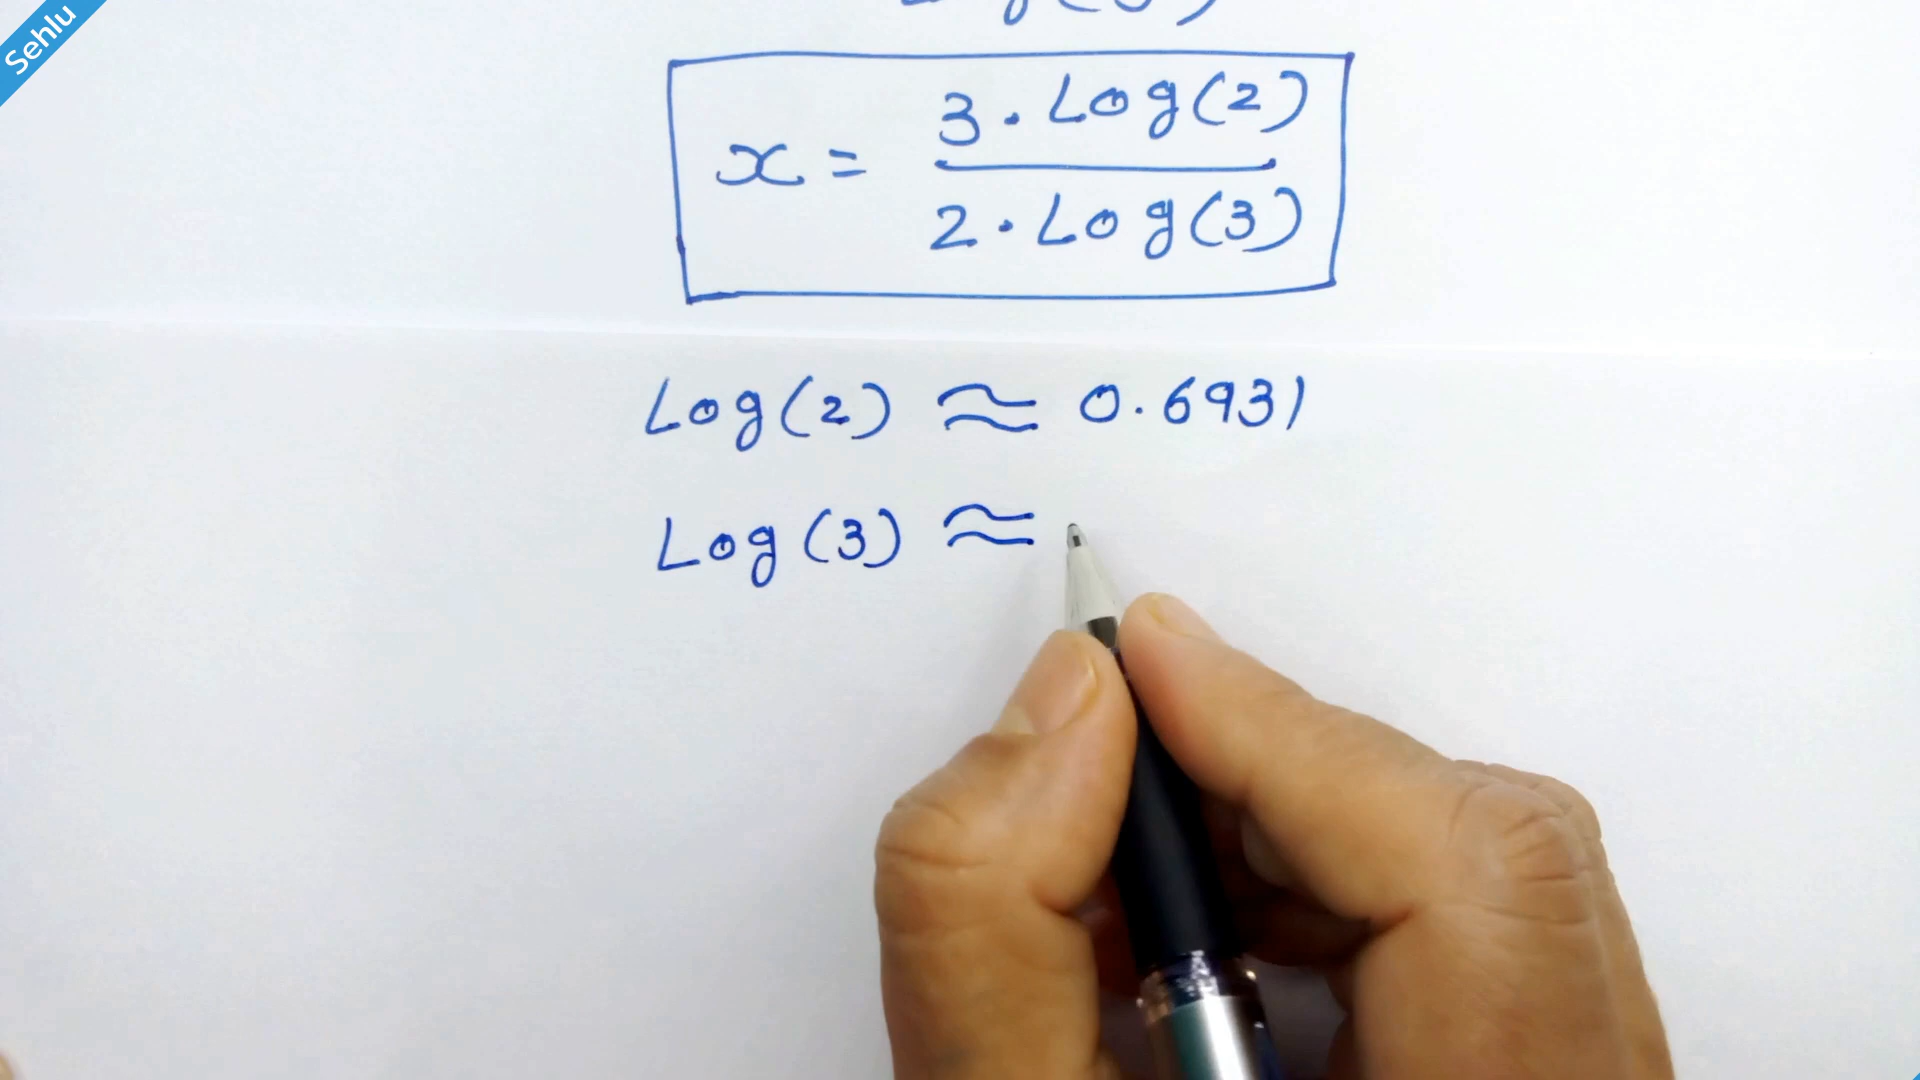 Sehlu
x = 3 · Log(2) / 2 · Log(3)
Log(2) ≈ 0.6931
Log(3) ≈